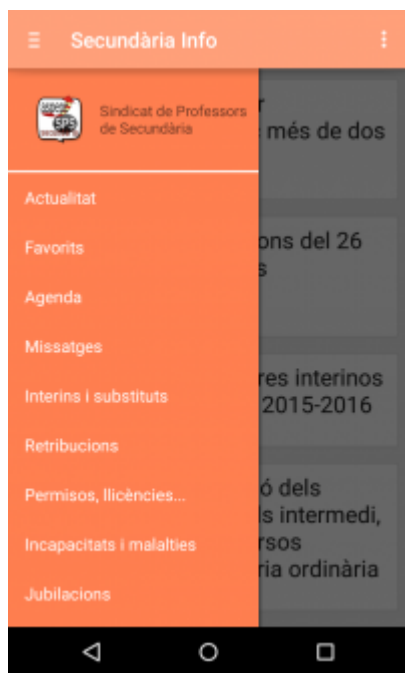 Secundària Info
Sindicat de Professors
de Secundària
Actualitat
Favorits
Agenda
Missatges
Interins i substituts
Retribucions
Permisos, llicències...
Incapacitats i malalties
Jubilacions
més de dos
ons del 26
s
res interinos
2015-2016
ó dels
ls intermedi,
rsos
ria ordinària